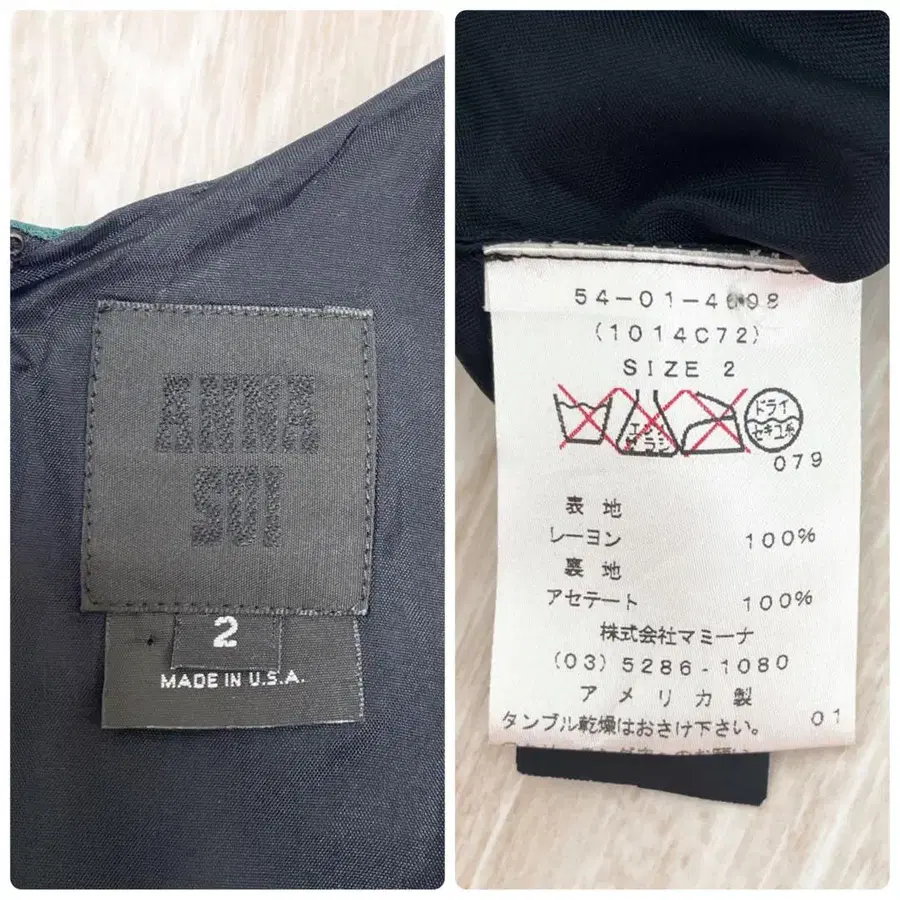 ANNA
SUI
2
MADE IN U.S.A.
54-01-4698
(1014C72)
SIZE 2
エンソ
サラシ
ドライ
セキユ系
079
表地
レーヨン 100%
裏地
アセテート 100%
株式会社マミーナ
(03)5286-1080
アメリカ製
タンブル乾燥はおさけ下さい。 01